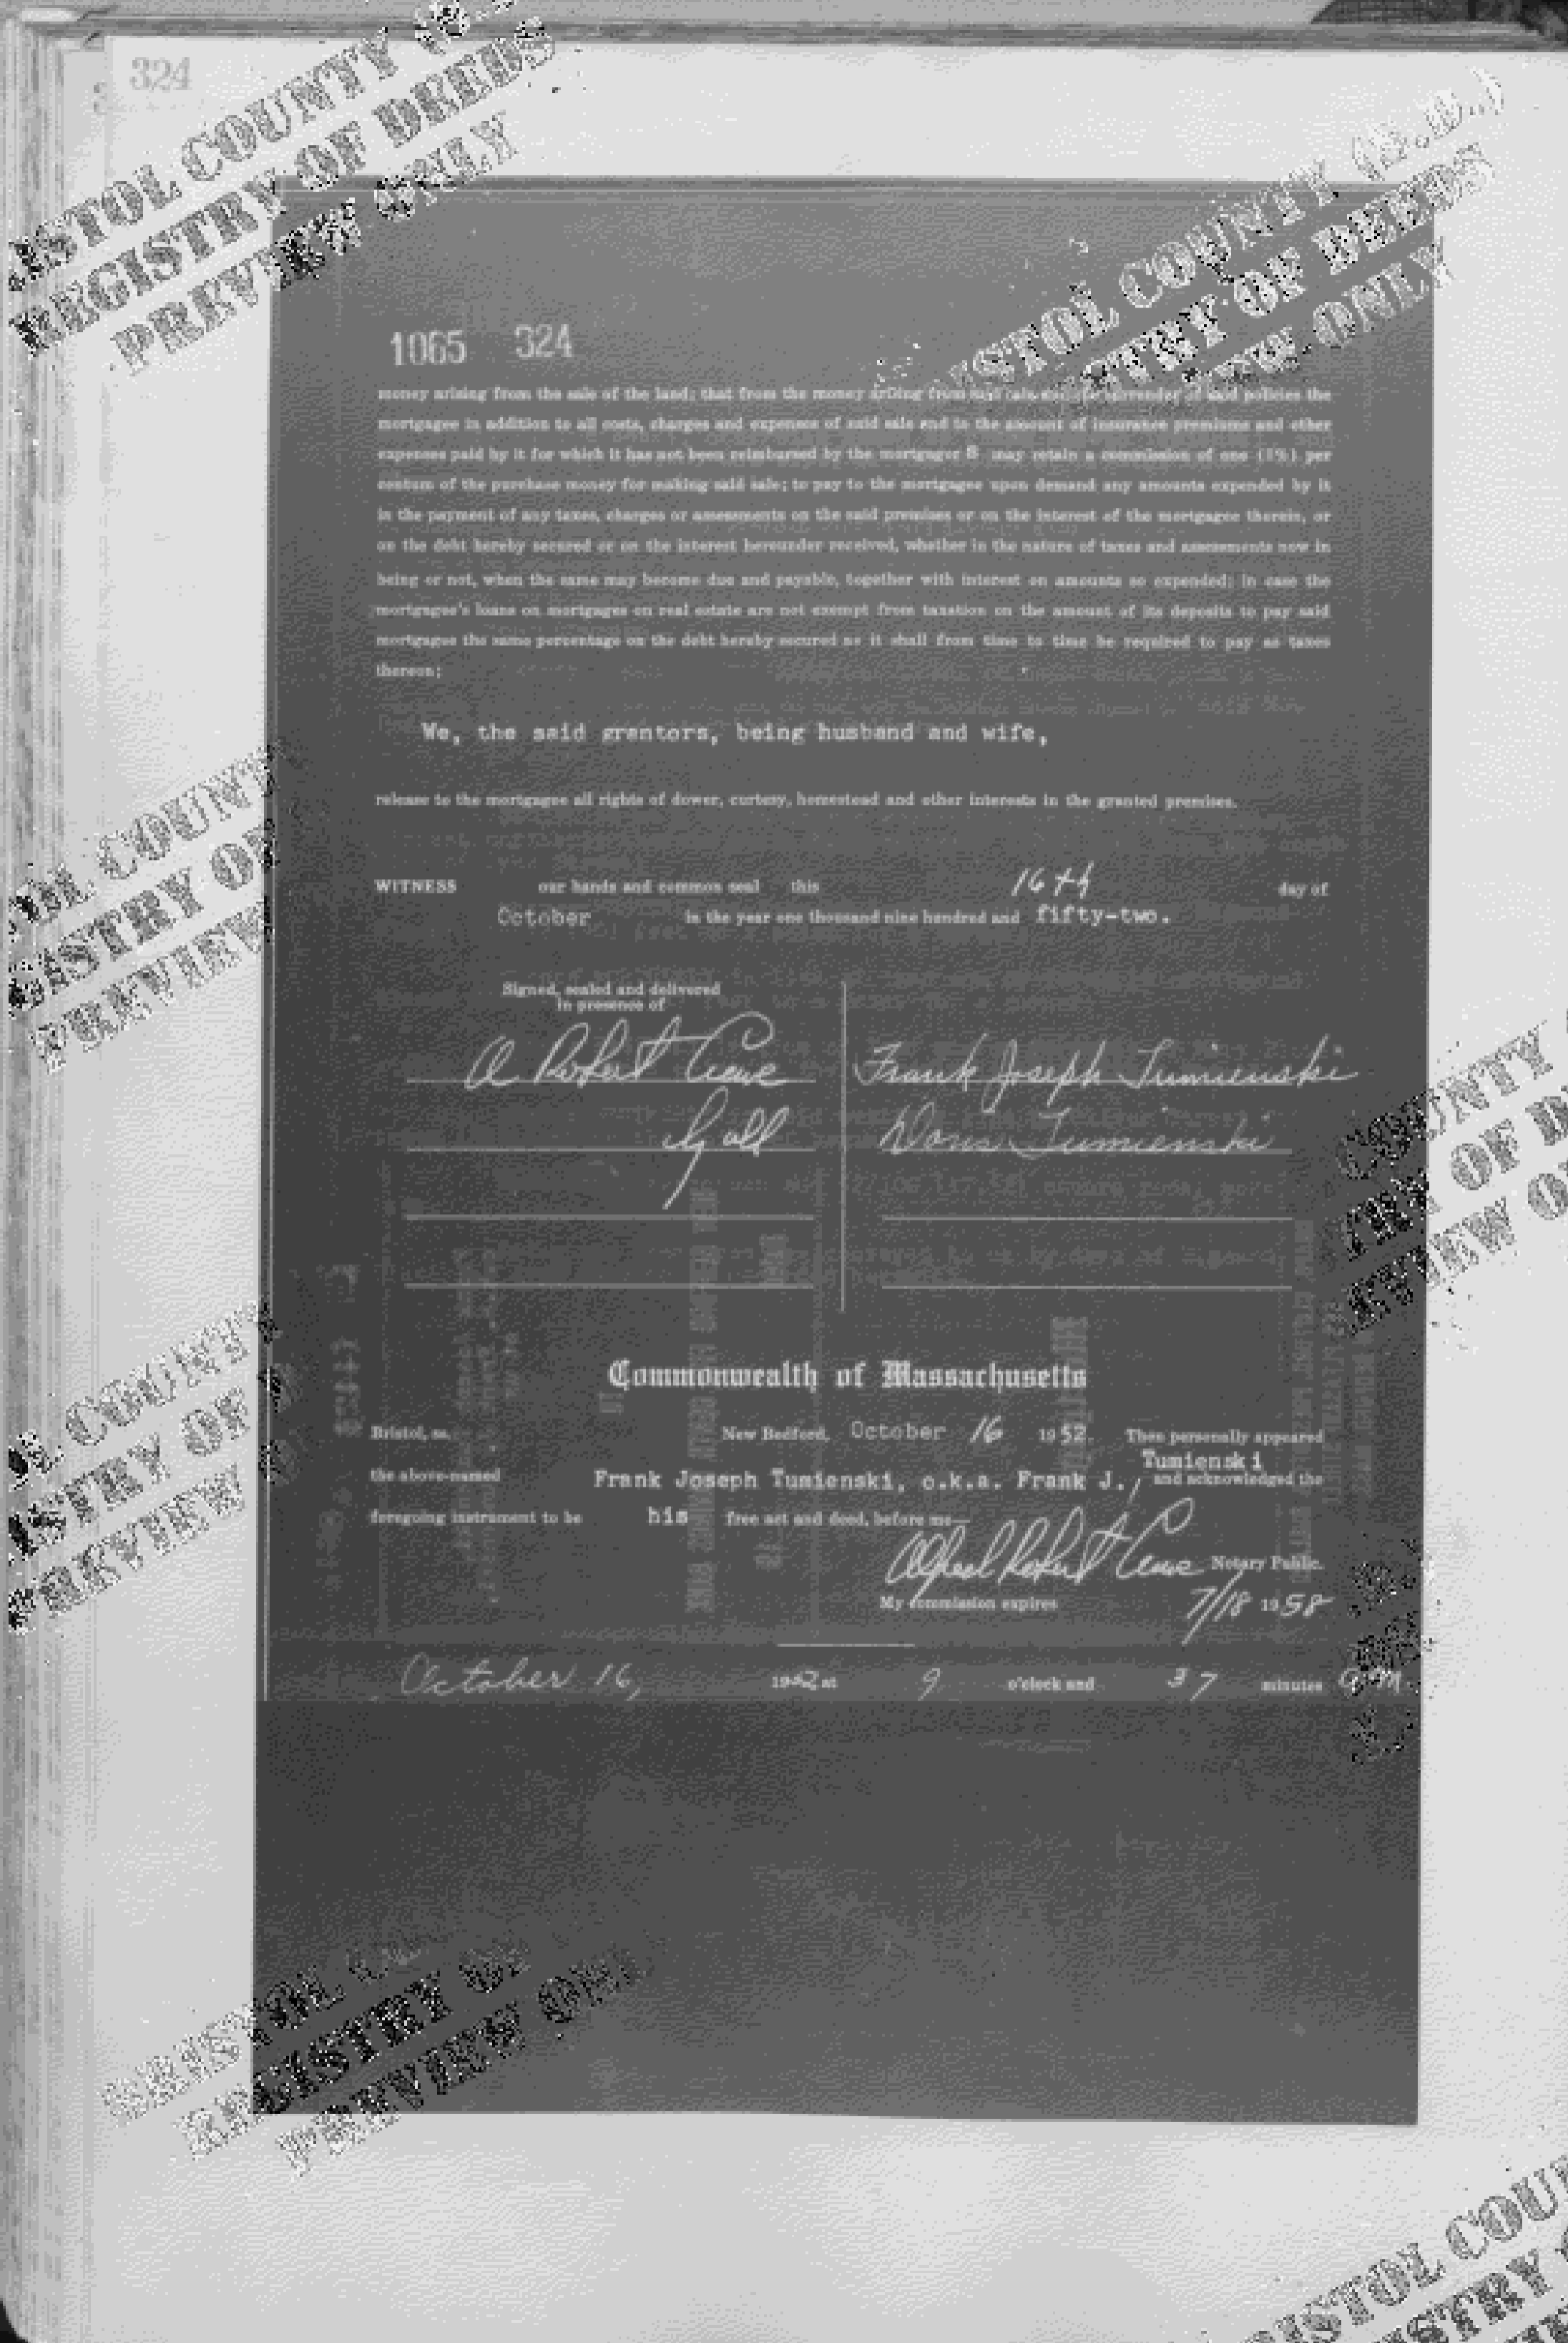 324
BRISTOL COUNTY (S.D.)
REGISTRY OF DEEDS
PREVIEW ONLY
1065 324
money arising from the sale of the land; that from the money arising from said sale and the surrender of said policies the
mortgagee in addition to all costs, charges and expenses of said sale and to the amount of insurance premiums and other
expenses paid by it for which it has not been reimbursed by the mortgagor s may retain a commission of one (1%) per
centum of the purchase money for making said sale; to pay to the mortgagee upon demand any amounts expended by it
in the payment of any taxes, charges or assessments on the said premises or on the interest of the mortgagee therein, or
on the debt hereby secured or on the interest hereunder received, whether in the nature of taxes and assessments now in
being or not, when the same may become due and payable, together with interest on amounts so expended; in case the
mortgagee's loans on mortgages on real estate are not exempt from taxation on the amount of its deposits to pay said
mortgagee the same percentage on the debt hereby secured as it shall from time to time be required to pay as taxes
thereon;
We, the said grantors, being husband and wife,
release to the mortgagee all rights of dower, curtesy, homestead and other interests in the granted premises.
WITNESS our hands and common seal this 16th day of
October in the year one thousand nine hundred and fifty-two.
Signed, sealed and delivered
in presence of
A Robert Frank Joseph Tumienski
to all Doris Tumienski
Commonwealth of Massachusetts
Bristol, ss. New Bedford, October 16 1952. Then personally appeared
Tumienski
the above-named Frank Joseph Tumienski, o.k.a. Frank J., and acknowledged the
foregoing instrument to be his free act and deed, before me—
Alfred Robert Notary Public.
My commission expires 7/18 1958
October 16, 1952 at 9 o'clock and 37 minutes A.M.